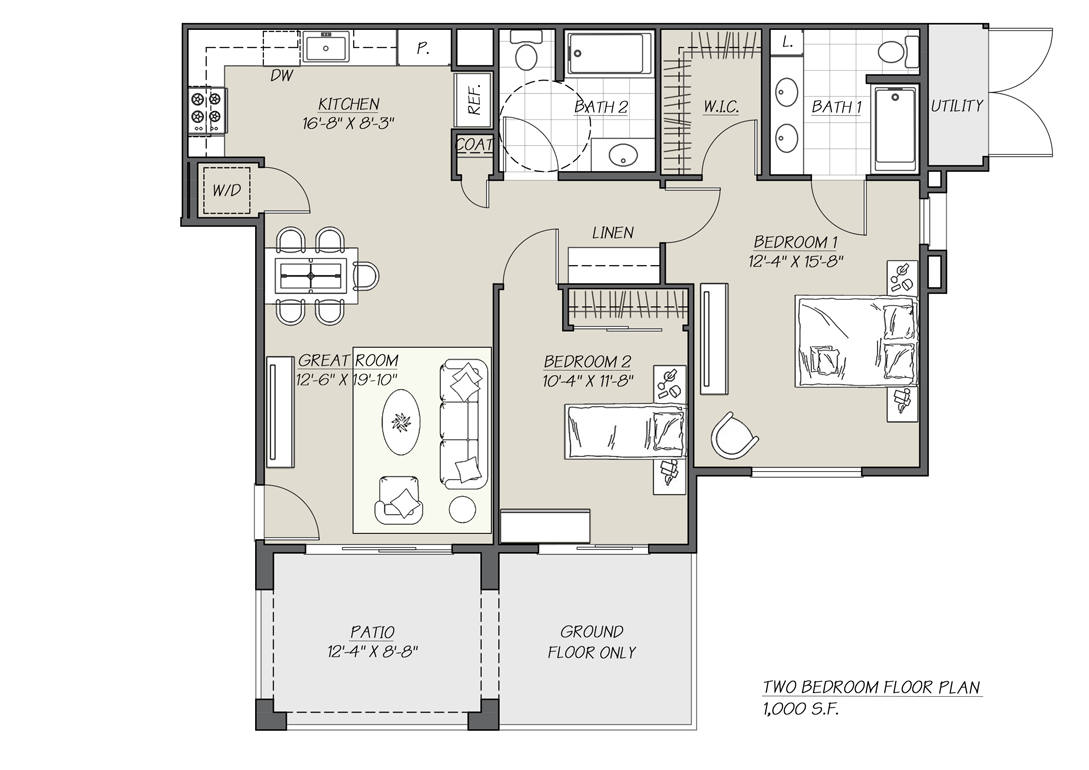 P.
L.
DW
KITCHEN
16'-8" X 8'-3"
REF.
BATH 2
W.I.C.
BATH 1
UTILITY
COAT
W/D
LINEN
BEDROOM 1
12'-4" X 15'-8"
GREAT ROOM
12'-6" X 19'-10"
BEDROOM 2
10'-4" X 11'-8"
PATIO
12'-4" X 8'-8"
GROUND
FLOOR ONLY
TWO BEDROOM FLOOR PLAN
1,000 S.F.